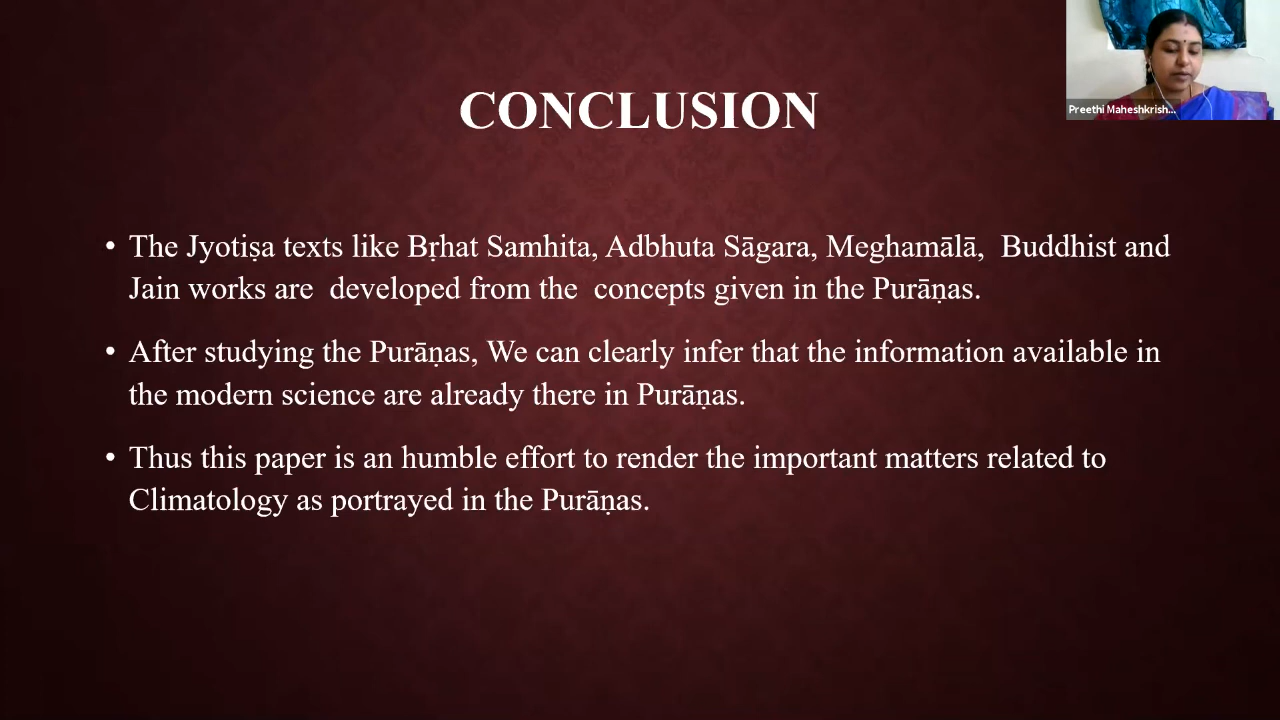 CONCLUSION
Preethi Maheshkrish...
• The Jyotiṣa texts like Bṛhat Samhita, Adbhuta Sāgara, Meghamālā,  Buddhist and
Jain works are  developed from the  concepts given in the Purāṇas.
• After studying the Purāṇas, We can clearly infer that the information available in
the modern science are already there in Purāṇas.
• Thus this paper is an humble effort to render the important matters related to
Climatology as portrayed in the Purāṇas.